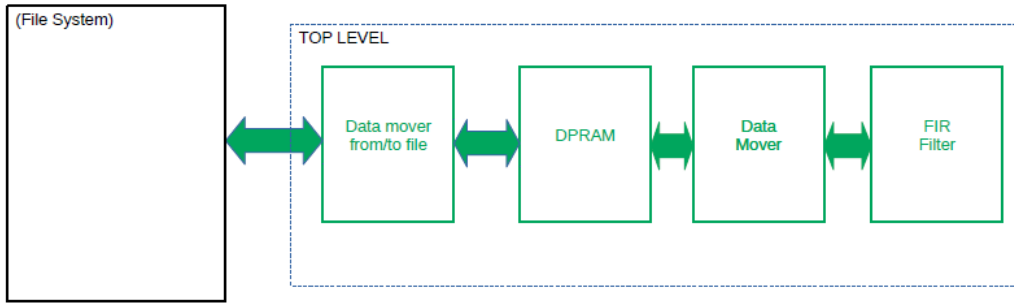 (File System)
TOP LEVEL
Data mover
from/to file
DPRAM
Data
Mover
FIR
Filter